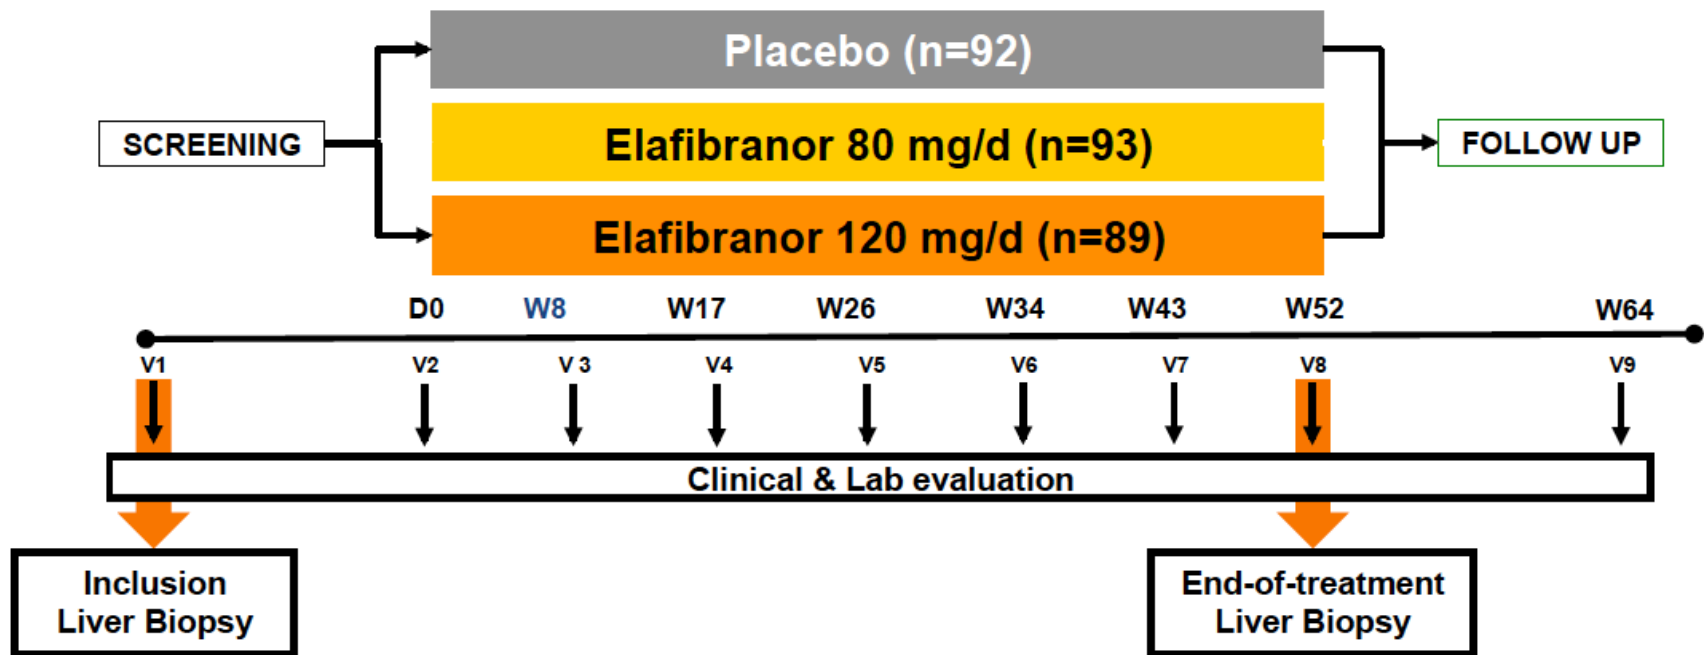 Placebo (n=92)
SCREENING
Elafibranor 80 mg/d (n=93)
FOLLOW UP
Elafibranor 120 mg/d (n=89)
D0 W8 W17 W26 W34 W43 W52 W64
V1 V2 V 3 V4 V5 V6 V7 V8 V9
Clinical & Lab evaluation
Inclusion
Liver Biopsy
End-of-treatment
Liver Biopsy